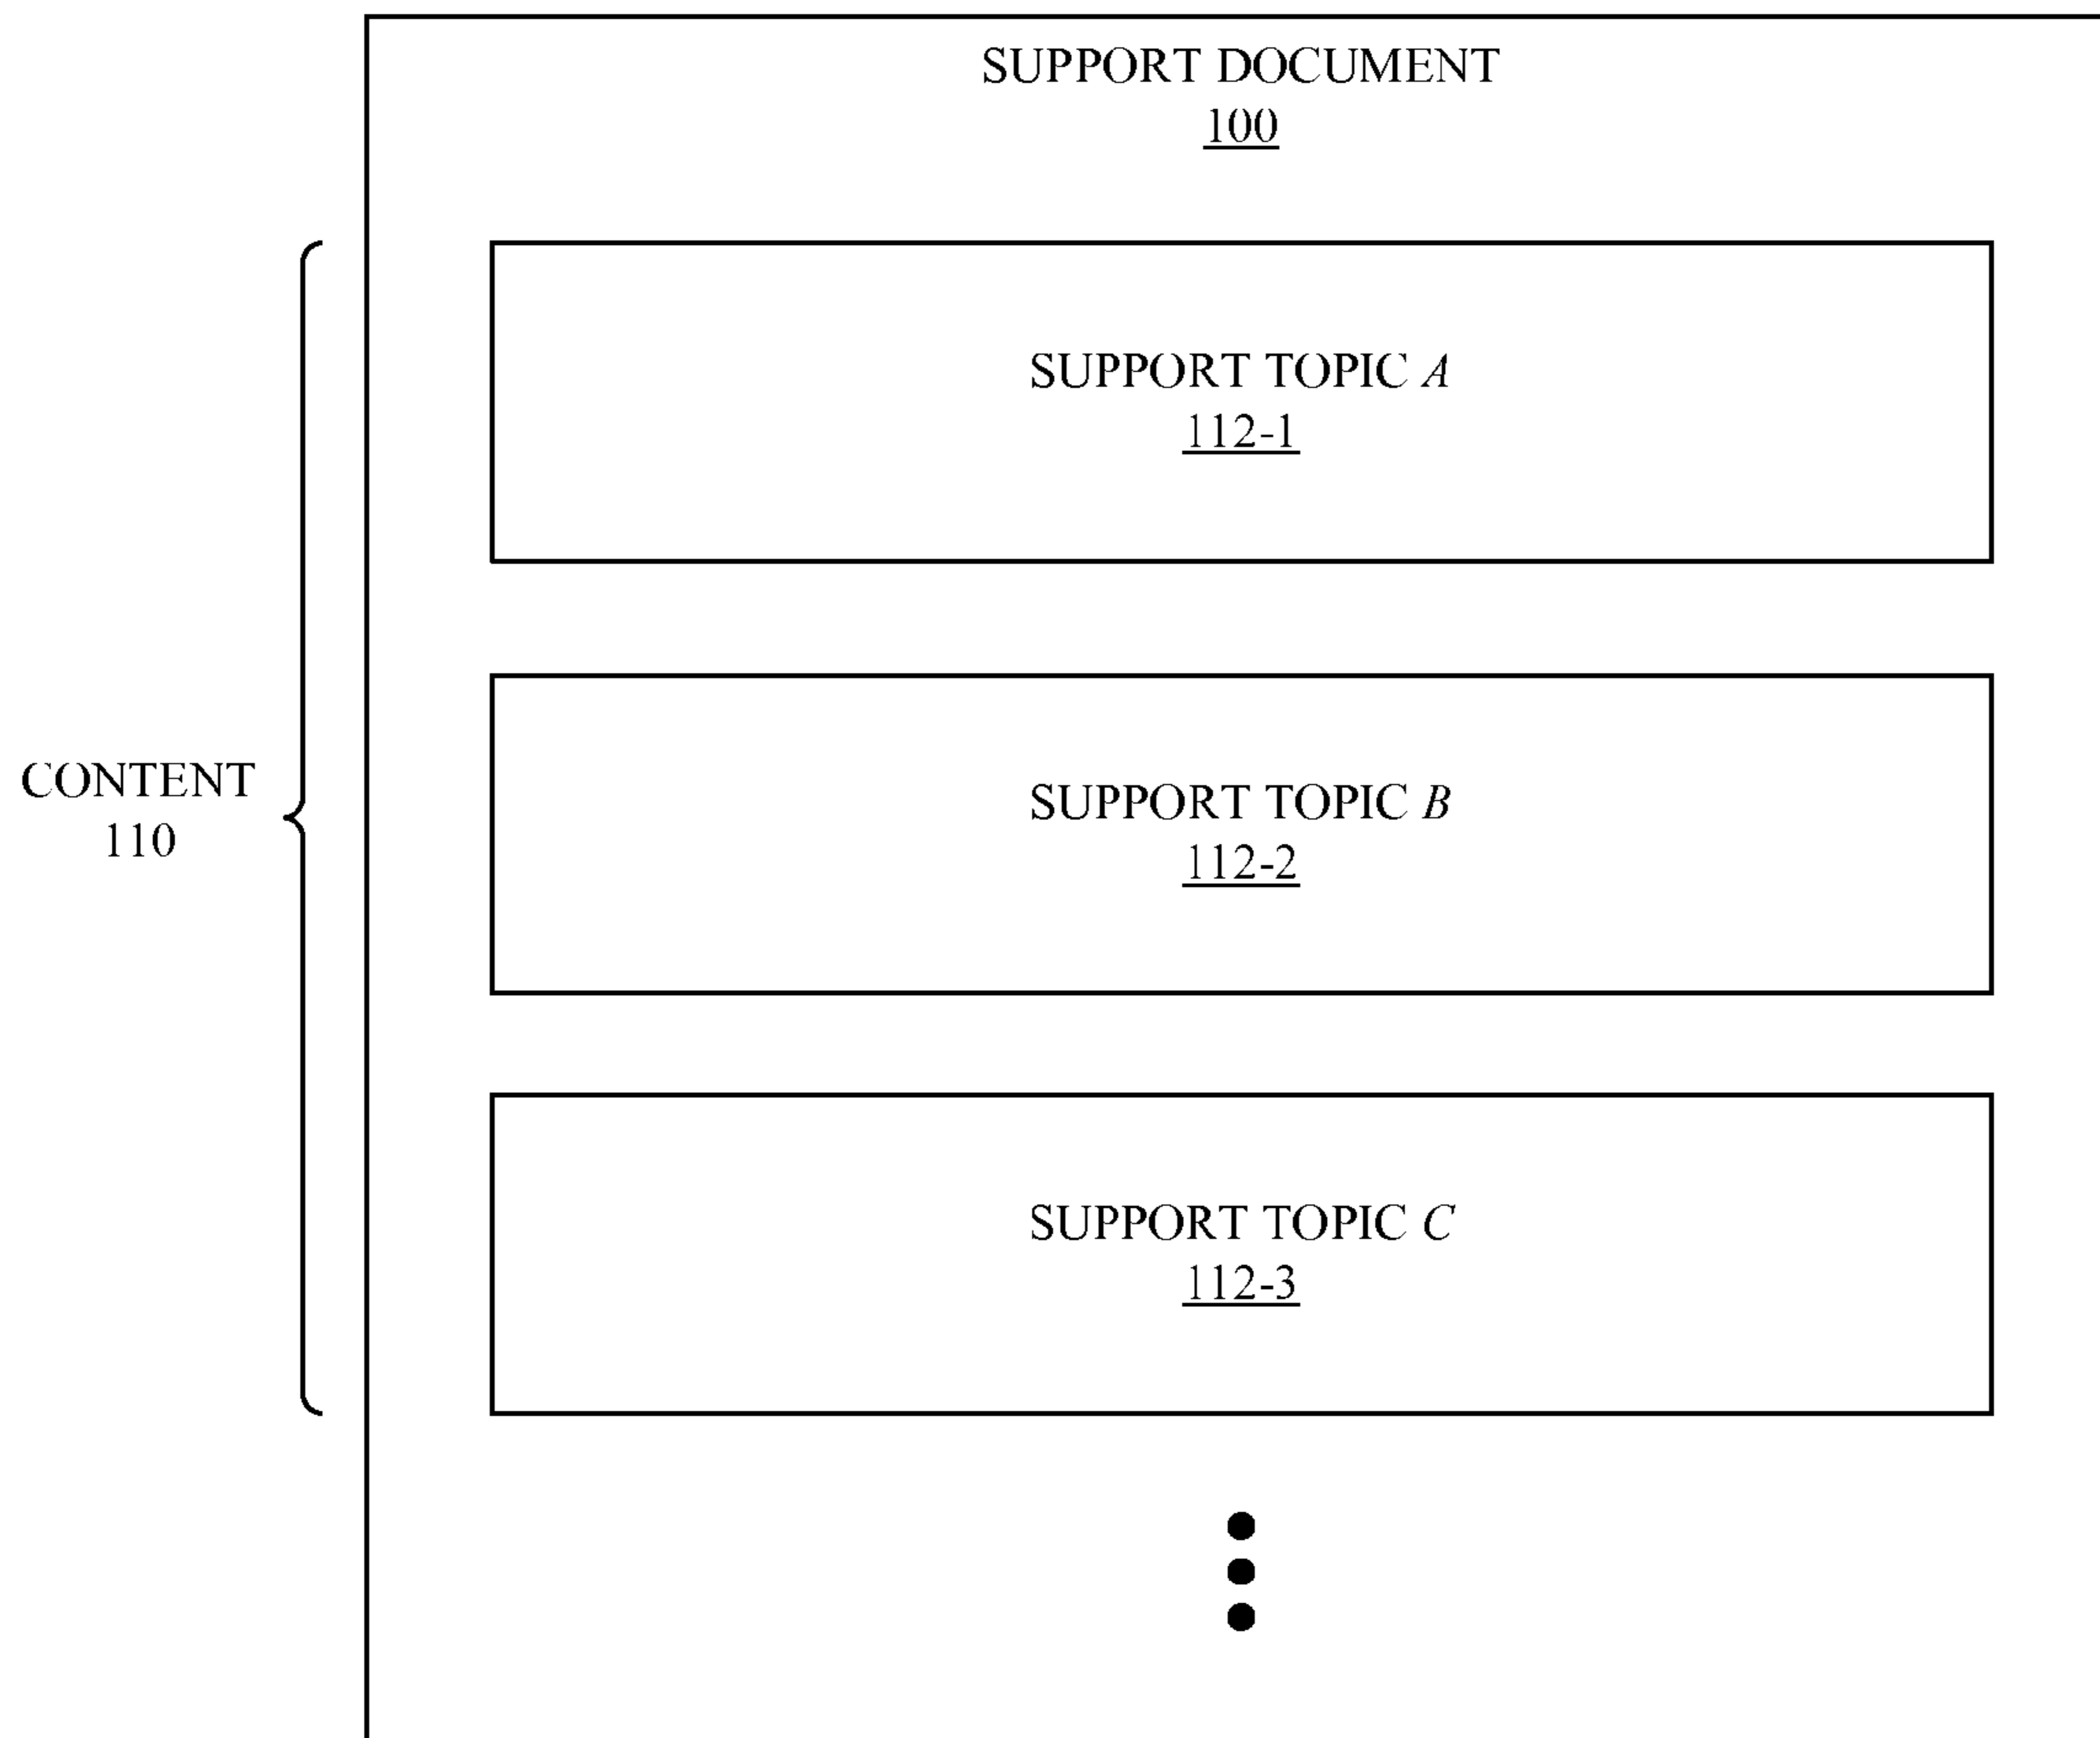 SUPPORT DOCUMENT
100
SUPPORT TOPIC A
112-1
CONTENT
110
SUPPORT TOPIC B
112-2
SUPPORT TOPIC C
112-3